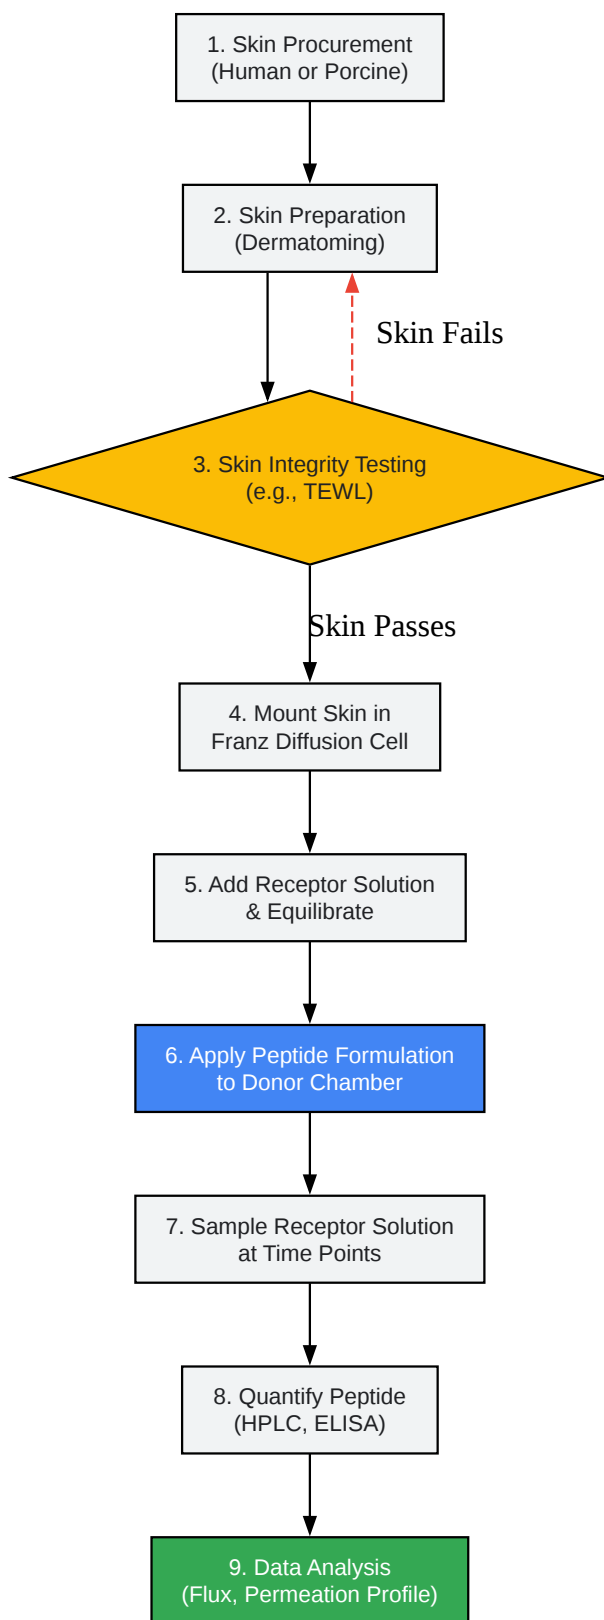 1. Skin Procurement
(Human or Porcine)
2. Skin Preparation
(Dermatoming)
Skin Fails
3. Skin Integrity Testing
(e.g., TEWL)
Skin Passes
4. Mount Skin in
Franz Diffusion Cell
5. Add Receptor Solution
& Equilibrate
6. Apply Peptide Formulation
to Donor Chamber
7. Sample Receptor Solution
at Time Points
8. Quantify Peptide
(HPLC, ELISA)
9. Data Analysis
(Flux, Permeation Profile)